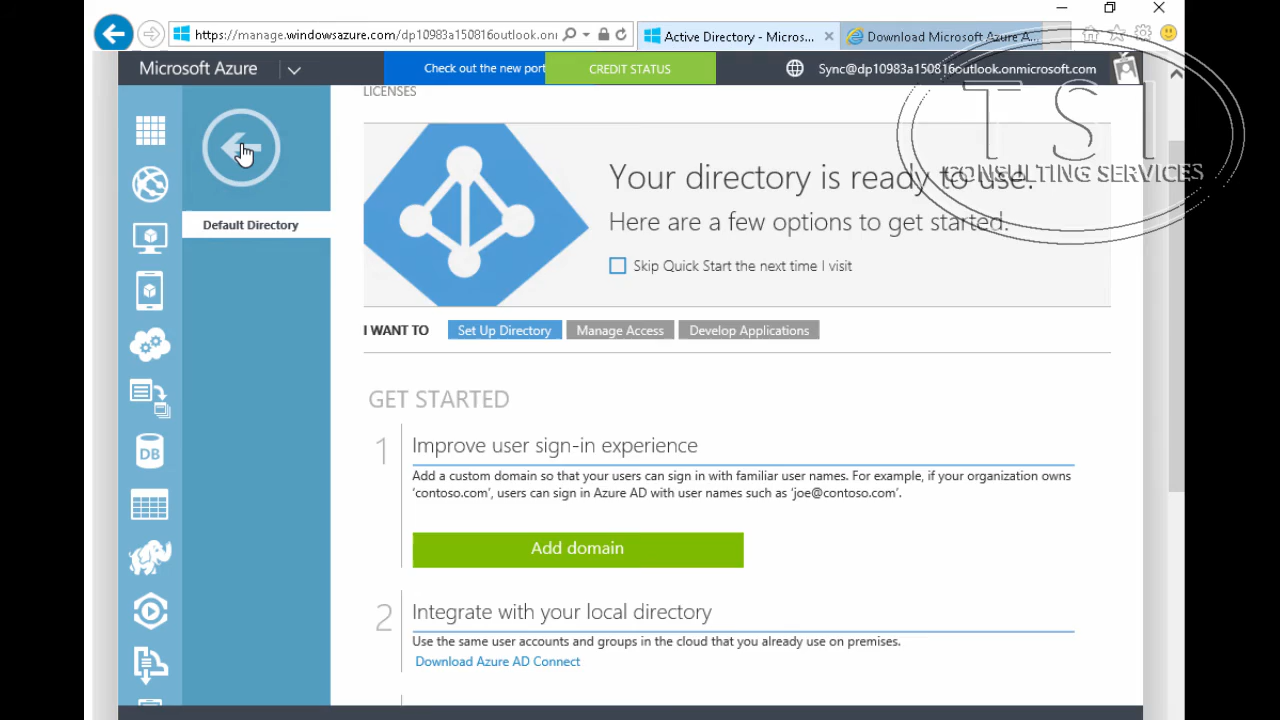 https://manage.windowsazure.com/dp10983a150816outlook.oni
Active Directory - Micros...
Download Microsoft Azure A...
Microsoft Azure
Check out the new port
CREDIT STATUS
Sync@dp10983a150816outlook.onmicrosoft.com
TSI
CONSULTING SERVICES
LICENSES
Default Directory
Your directory is ready to use.
Here are a few options to get started.
Skip Quick Start the next time I visit
I WANT TO Set Up Directory Manage Access Develop Applications
GET STARTED
1 Improve user sign-in experience
Add a custom domain so that your users can sign in with familiar user names. For example, if your organization owns
'contoso.com', users can sign in Azure AD with user names such as 'joe@contoso.com'.
Add domain
2 Integrate with your local directory
Use the same user accounts and groups in the cloud that you already use on premises.
Download Azure AD Connect
DB